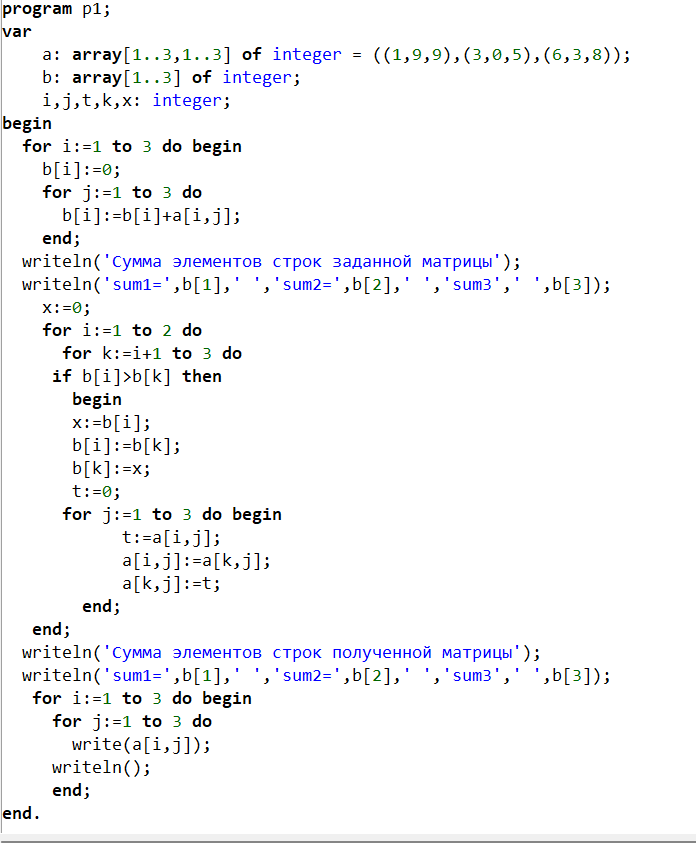 program p1;
var
    a: array[1..3,1..3] of integer = ((1,9,9),(3,0,5),(6,3,8));
    b: array[1..3] of integer;
    i,j,t,k,x: integer;
begin
  for i:=1 to 3 do begin
    b[i]:=0;
    for j:=1 to 3 do
      b[i]:=b[i]+a[i,j];
    end;
  writeln('Сумма элементов строк заданной матрицы');
  writeln('sum1=',b[1],' ','sum2=',b[2],' ','sum3',' ',b[3]);
    x:=0;
    for i:=1 to 2 do
      for k:=i+1 to 3 do
     if b[i]>b[k] then
       begin
       x:=b[i];
       b[i]:=b[k];
       b[k]:=x;
       t:=0;
      for j:=1 to 3 do begin
            t:=a[i,j];
            a[i,j]:=a[k,j];
            a[k,j]:=t;
        end;
   end;
  writeln('Сумма элементов строк полученной матрицы');
  writeln('sum1=',b[1],' ','sum2=',b[2],' ','sum3',' ',b[3]);
   for i:=1 to 3 do begin
     for j:=1 to 3 do
       write(a[i,j]);
     writeln();
     end;
end.